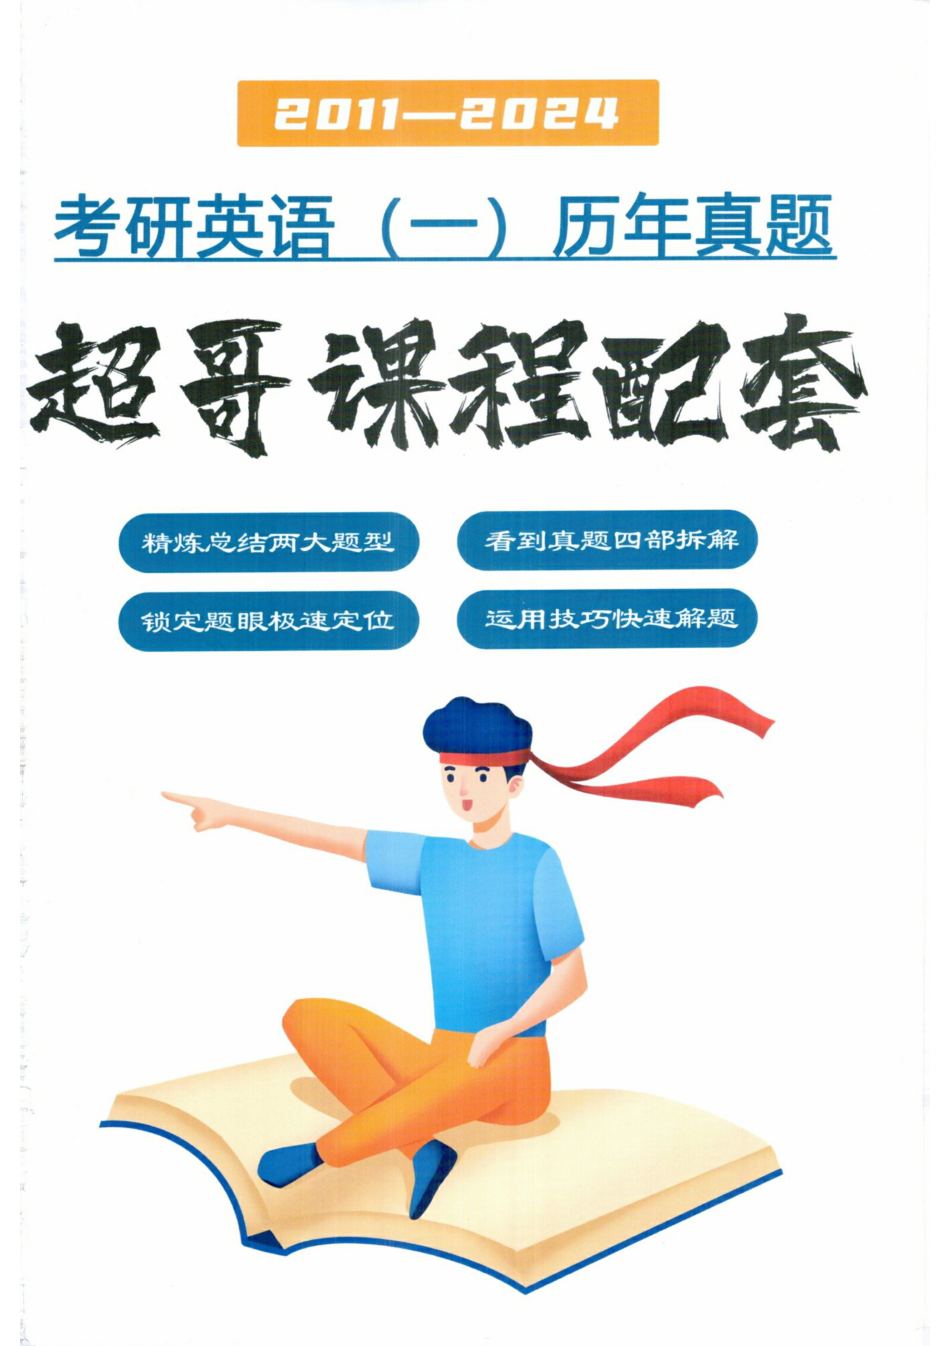 2011—2024
考研英语（一）历年真题
超哥课程配套
精炼总结两大题型
看到真题四部拆解
锁定题眼极速定位
运用技巧快速解题